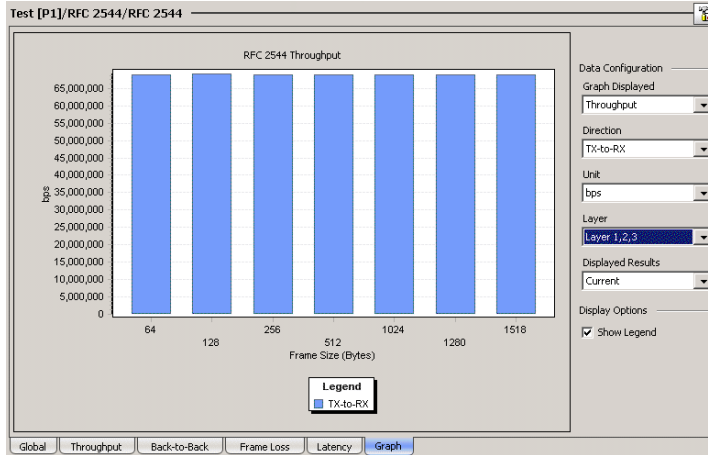 Test [P1]/RFC 2544/RFC 2544
RFC 2544 Throughput
65,000,000
60,000,000
55,000,000
50,000,000
45,000,000
40,000,000
35,000,000
30,000,000
25,000,000
20,000,000
15,000,000
10,000,000
5,000,000
0
bps
64
128
256
512
1024
1280
1518
Frame Size (Bytes)
Legend
TX-to-RX
Data Configuration
Graph Displayed
Throughput
Direction
TX-to-RX
Unit
bps
Layer
Layer 1,2,3
Displayed Results
Current
Display Options
Show Legend
Global Throughput Back-to-Back Frame Loss Latency Graph